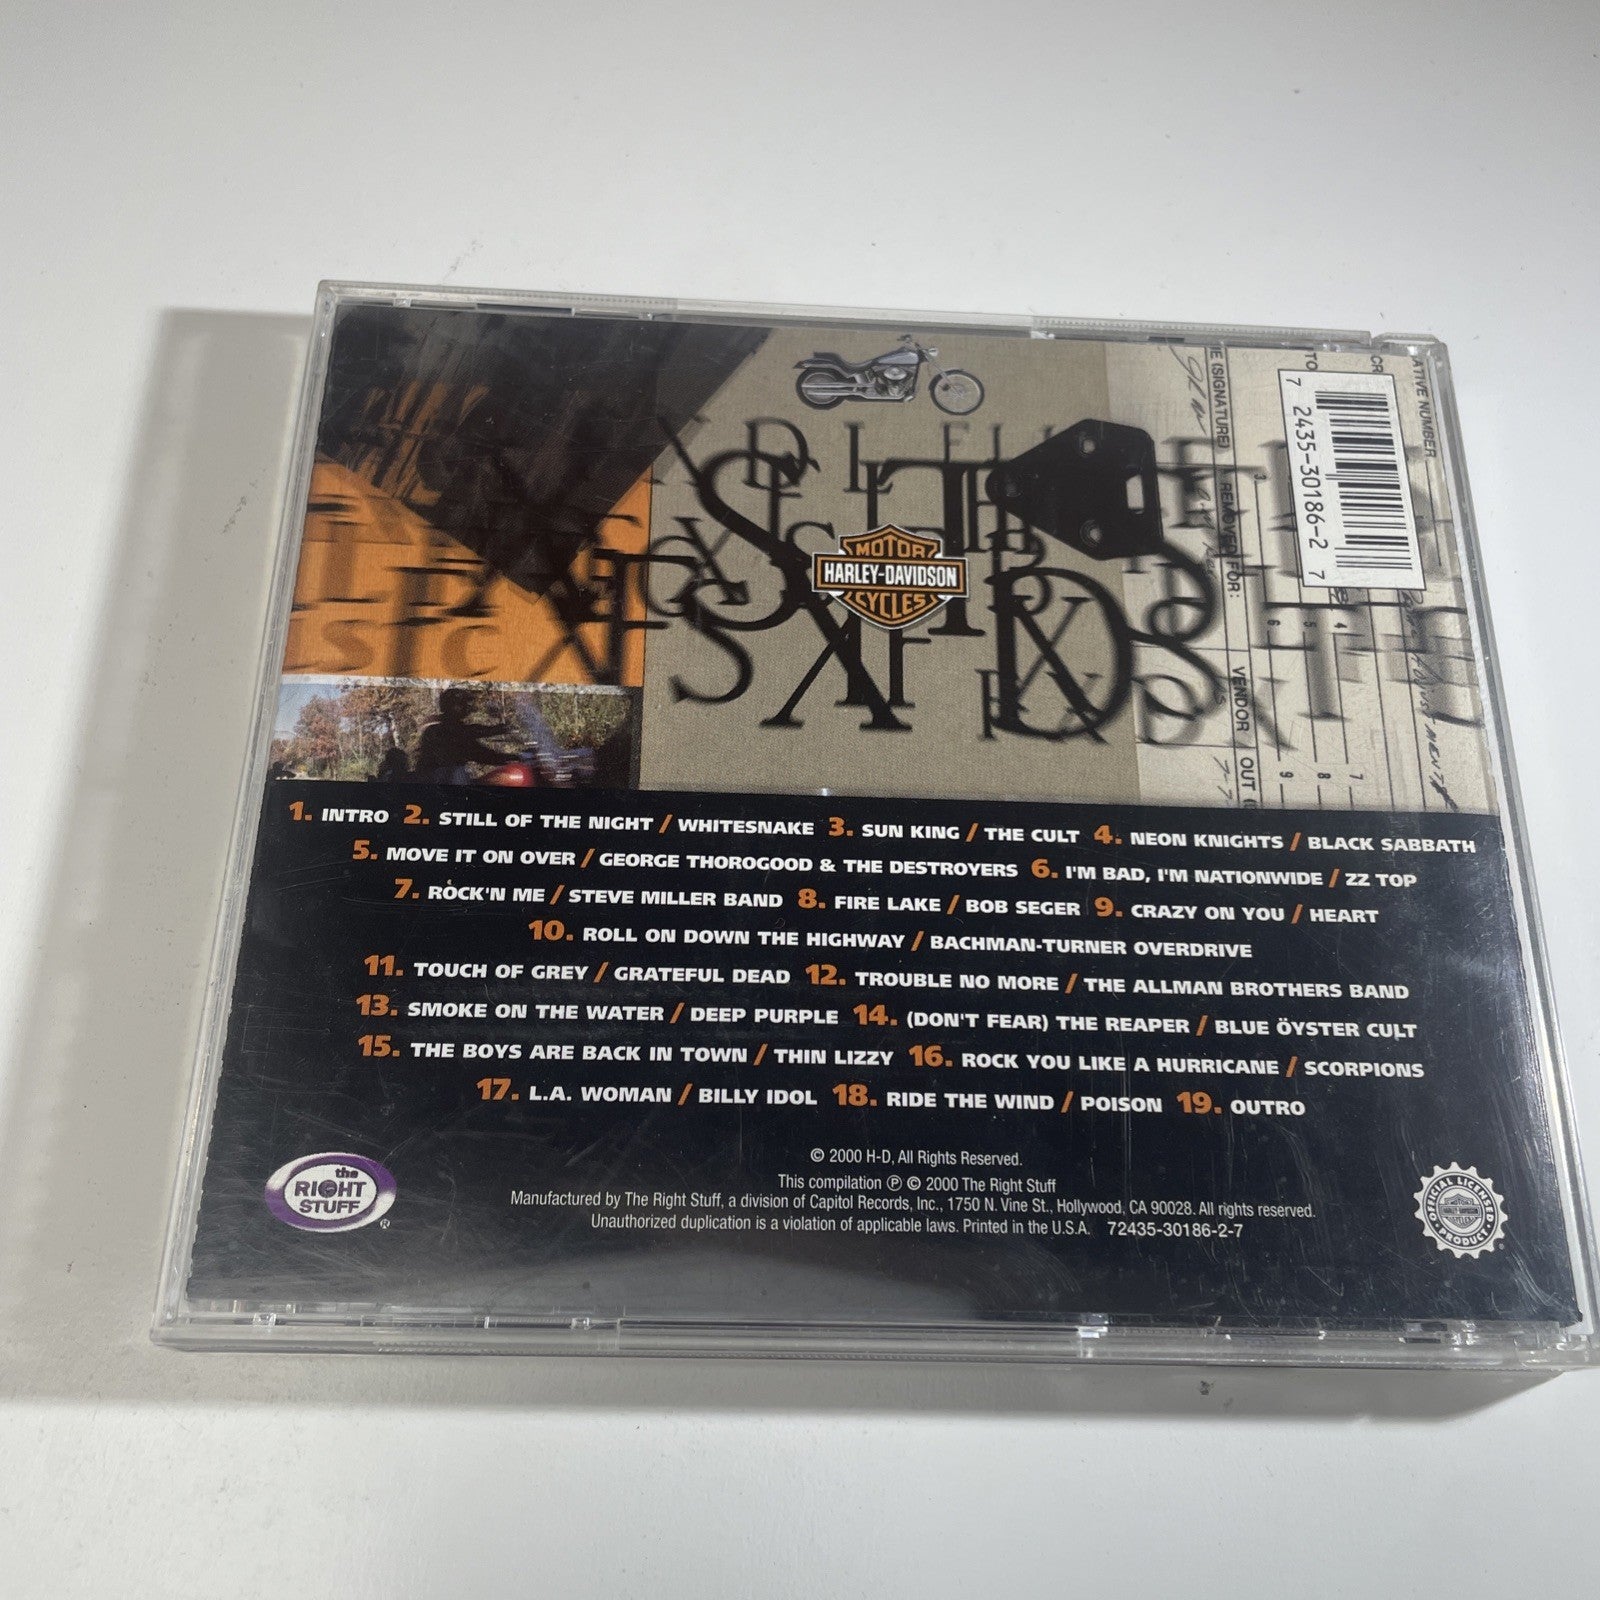 MOTOR
HARLEY-DAVIDSON
CYCLES
ATIVE NUMBER
(SIGNATURE)
REMOVED FOR:
VENDOR
OUT
7 2435-30186-2 7
1. INTRO 2. STILL OF THE NIGHT / WHITESNAKE 3. SUN KING / THE CULT 4. NEON KNIGHTS / BLACK SABBATH
5. MOVE IT ON OVER / GEORGE THOROGOOD & THE DESTROYERS 6. I'M BAD, I'M NATIONWIDE / ZZ TOP
7. ROCK'N ME / STEVE MILLER BAND 8. FIRE LAKE / BOB SEGER 9. CRAZY ON YOU / HEART
10. ROLL ON DOWN THE HIGHWAY / BACHMAN-TURNER OVERDRIVE
11. TOUCH OF GREY / GRATEFUL DEAD 12. TROUBLE NO MORE / THE ALLMAN BROTHERS BAND
13. SMOKE ON THE WATER / DEEP PURPLE 14. (DON'T FEAR) THE REAPER / BLUE ÖYSTER CULT
15. THE BOYS ARE BACK IN TOWN / THIN LIZZY 16. ROCK YOU LIKE A HURRICANE / SCORPIONS
17. L.A. WOMAN / BILLY IDOL 18. RIDE THE WIND / POISON 19. OUTRO
© 2000 H-D, All Rights Reserved.
This compilation ℗ © 2000 The Right Stuff
Manufactured by The Right Stuff, a division of Capitol Records, Inc., 1750 N. Vine St., Hollywood, CA 90028. All rights reserved.
Unauthorized duplication is a violation of applicable laws. Printed in the U.S.A. 72435-30186-2-7
the
RIGHT
STUFF
®
OFFICIAL LICENSED
PRODUCT